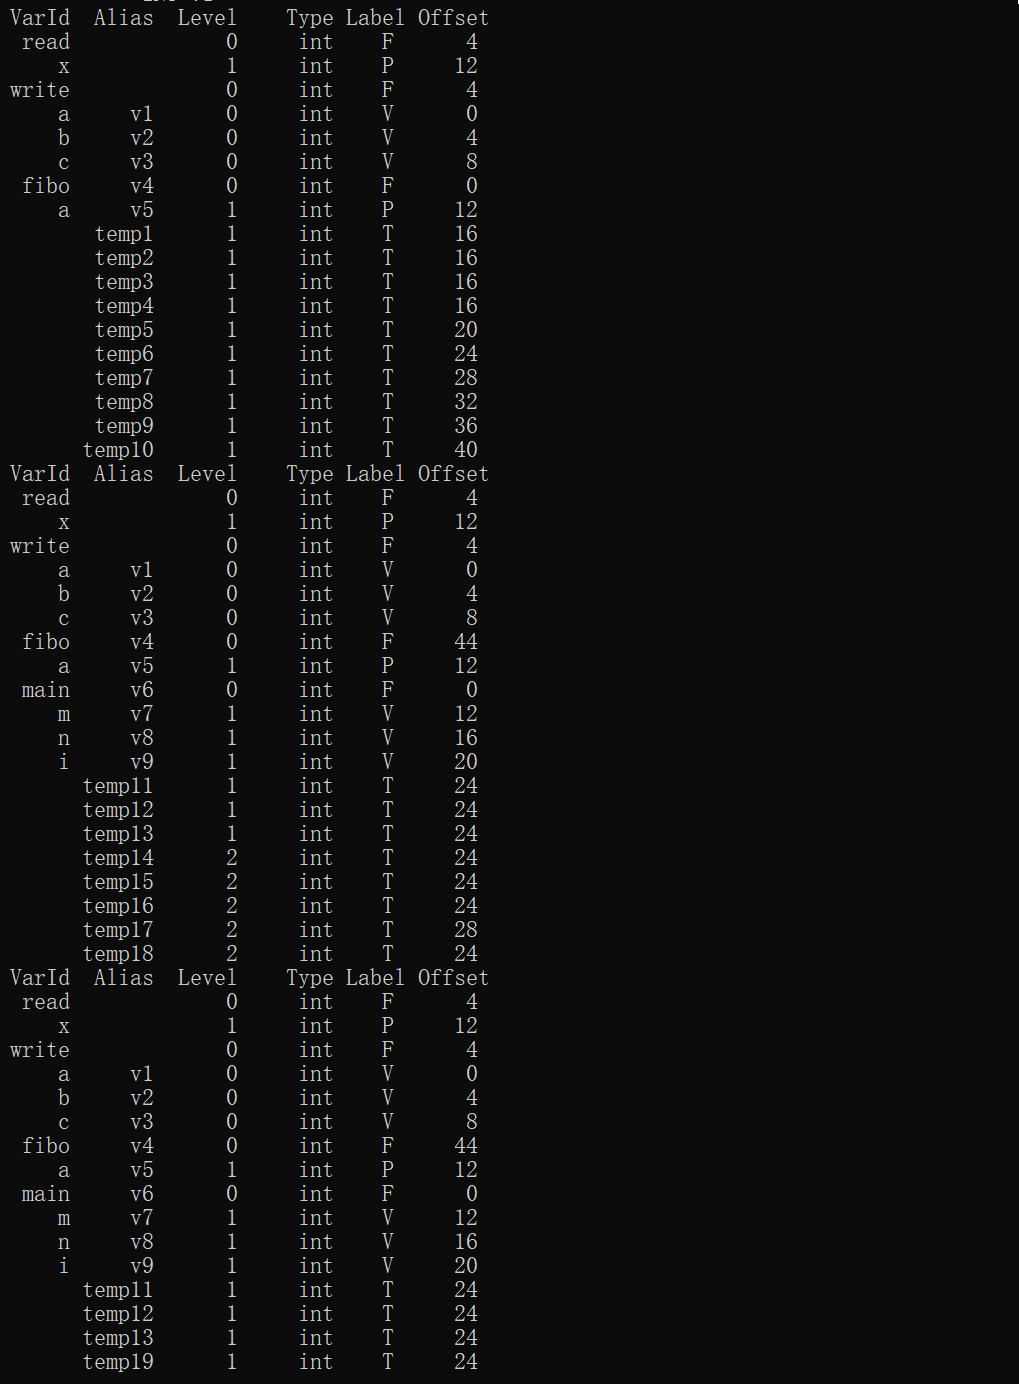 VarId Alias Level Type Label Offset
read 0 int F 4
x 1 int P 12
write 0 int F 4
a v1 0 int V 0
b v2 0 int V 4
c v3 0 int V 8
fibo v4 0 int F 0
a v5 1 int P 12
temp1 1 int T 16
temp2 1 int T 16
temp3 1 int T 16
temp4 1 int T 16
temp5 1 int T 20
temp6 1 int T 24
temp7 1 int T 28
temp8 1 int T 32
temp9 1 int T 36
temp10 1 int T 40
VarId Alias Level Type Label Offset
read 0 int F 4
x 1 int P 12
write 0 int F 4
a v1 0 int V 0
b v2 0 int V 4
c v3 0 int V 8
fibo v4 0 int F 44
a v5 1 int P 12
main v6 0 int F 0
m v7 1 int V 12
n v8 1 int V 16
i v9 1 int V 20
temp11 1 int T 24
temp12 1 int T 24
temp13 1 int T 24
temp14 2 int T 24
temp15 2 int T 24
temp16 2 int T 24
temp17 2 int T 28
temp18 2 int T 24
VarId Alias Level Type Label Offset
read 0 int F 4
x 1 int P 12
write 0 int F 4
a v1 0 int V 0
b v2 0 int V 4
c v3 0 int V 8
fibo v4 0 int F 44
a v5 1 int P 12
main v6 0 int F 0
m v7 1 int V 12
n v8 1 int V 16
i v9 1 int V 20
temp11 1 int T 24
temp12 1 int T 24
temp13 1 int T 24
temp19 1 int T 24